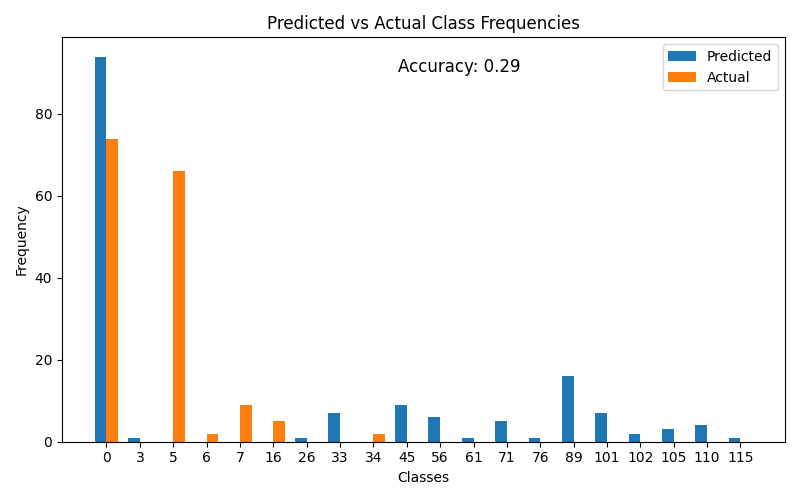 Predicted vs Actual Class Frequencies
Accuracy: 0.29
Predicted
Actual
Frequency
80
60
40
20
0
0 3 5 6 7 16 26 33 34 45 56 61 71 76 89 101 102 105 110 115
Classes